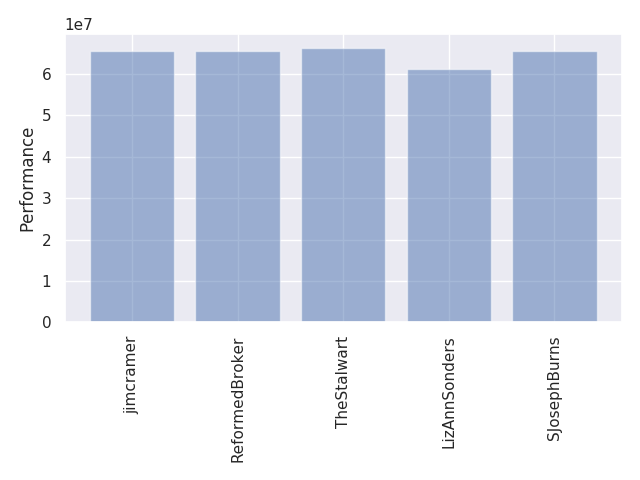 1e7
6
5
4
3
2
1
0
Performance
jimcramer
ReformedBroker
TheStalwart
LizAnnSonders
SJosephBurns